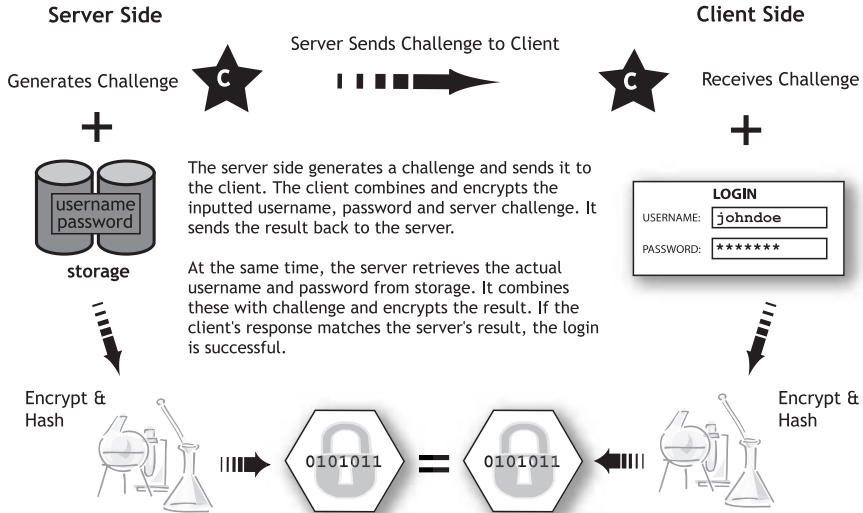 Server Side
Client Side
Server Sends Challenge to Client
Generates Challenge
C
C
Receives Challenge
The server side generates a challenge and sends it to
the client. The client combines and encrypts the
inputted username, password and server challenge. It
sends the result back to the server.
At the same time, the server retrieves the actual
username and password from storage. It combines
these with challenge and encrypts the result. If the
client's response matches the server's result, the login
is successful.
username
password
storage
LOGIN
USERNAME: johndoe
PASSWORD: *******
Encrypt &
Hash
0101011
=
0101011
Encrypt &
Hash